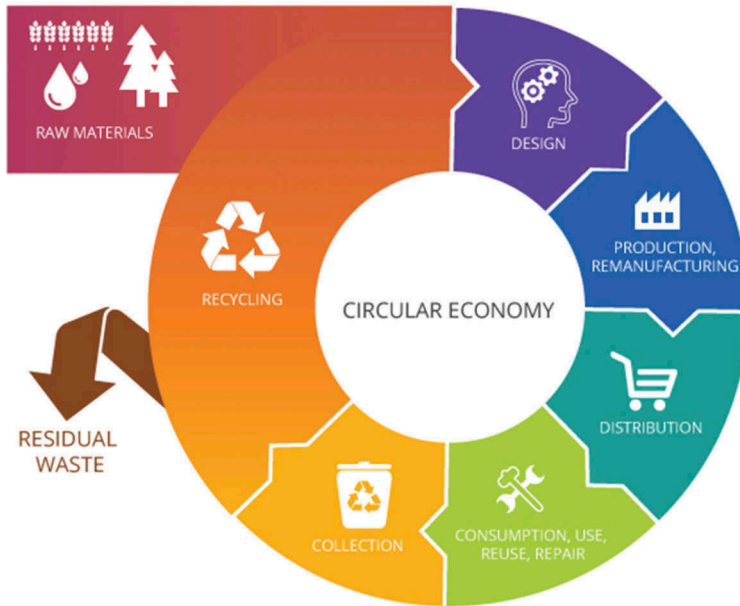 RAW MATERIALS
DESIGN
PRODUCTION,
REMANUFACTURING
RECYCLING
CIRCULAR ECONOMY
DISTRIBUTION
RESIDUAL
WASTE
COLLECTION
CONSUMPTION, USE,
REUSE, REPAIR